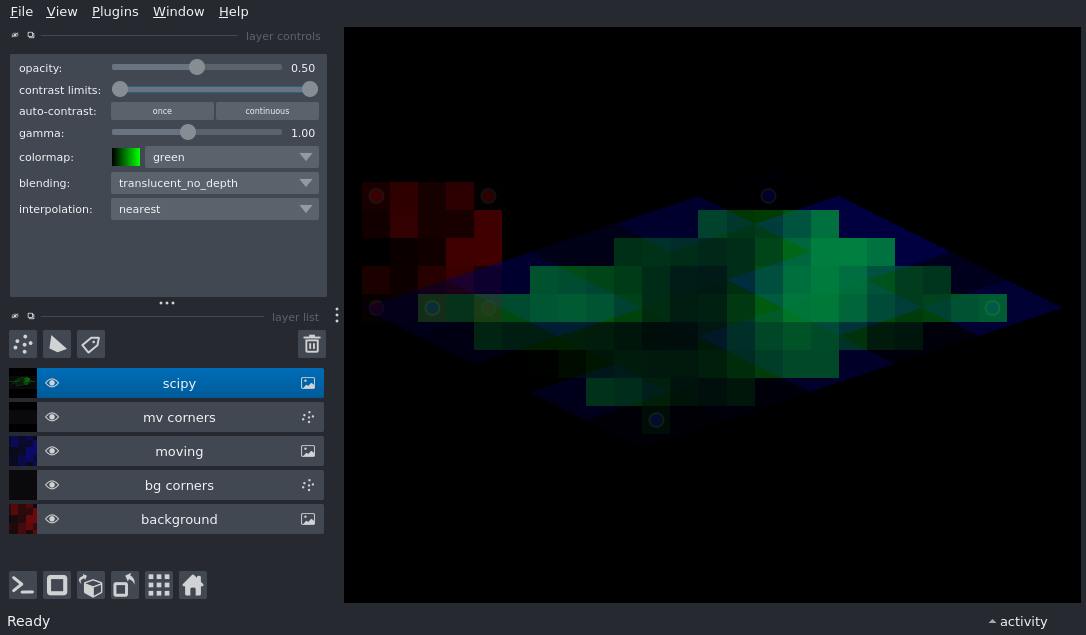 File View Plugins Window Help
layer controls
opacity: 0.50
contrast limits:
auto-contrast: once continuous
gamma: 1.00
colormap: green
blending: translucent_no_depth
interpolation: nearest
layer list
scipy
mv corners
moving
bg corners
background
Ready activity